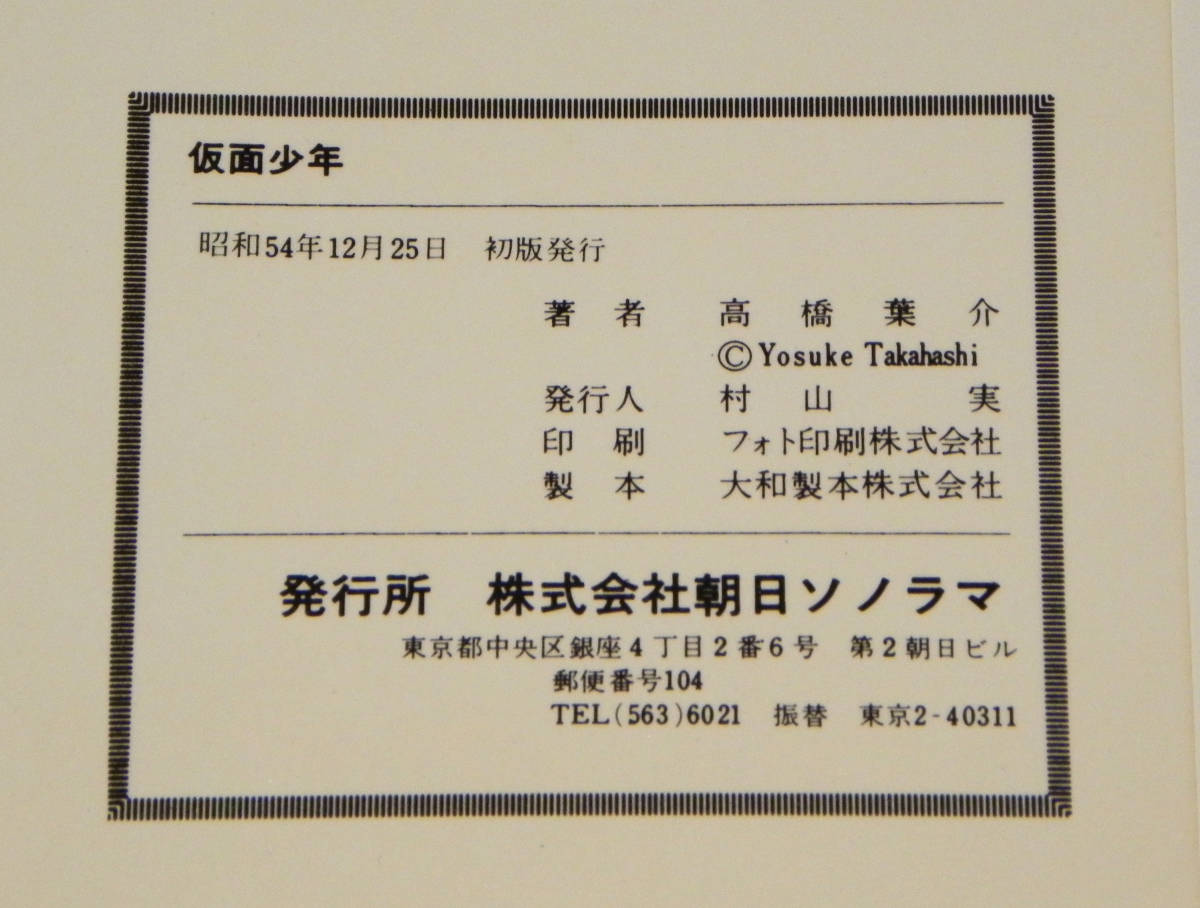 仮面少年
昭和54年12月25日　初版発行
著　者　高　橋　葉　介
©Yosuke Takahashi
発行人　村　山　　実
印　刷　フォト印刷株式会社
製　本　大和製本株式会社
発行所　株式会社朝日ソノラマ
東京都中央区銀座4丁目2番6号　第2朝日ビル
郵便番号104
TEL(563)6021　振替　東京2-40311